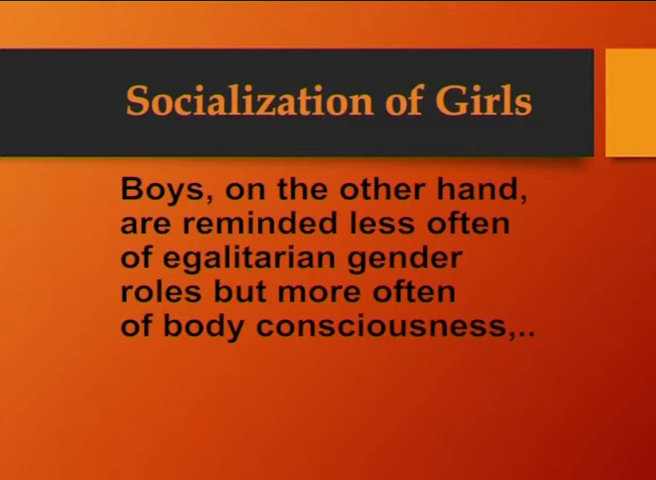 Socialization of Girls
Boys, on the other hand,
are reminded less often
of egalitarian gender
roles but more often
of body consciousness,..